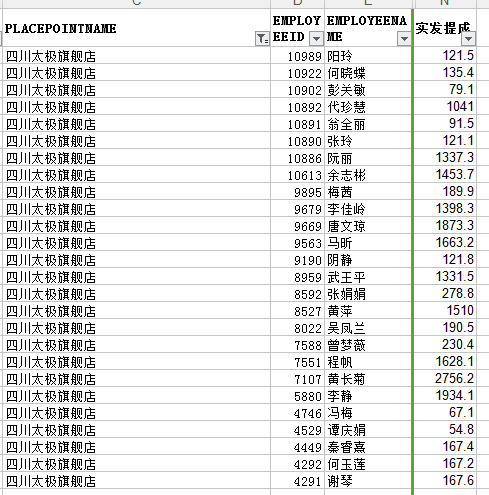 C D E N
PLACEPOINTNAME EMPLOYEEID EMPLOYEENAME 实发提成
四川太极旗舰店 10989 阳玲 121.5
四川太极旗舰店 10922 何晓蝶 135.4
四川太极旗舰店 10902 彭关敏 79.1
四川太极旗舰店 10892 代珍慧 1041
四川太极旗舰店 10891 翁全丽 91.5
四川太极旗舰店 10890 张玲 121.1
四川太极旗舰店 10886 阮丽 1337.3
四川太极旗舰店 10613 余志彬 1453.7
四川太极旗舰店 9895 梅茜 189.9
四川太极旗舰店 9679 李佳岭 1398.3
四川太极旗舰店 9669 唐文琼 1873.3
四川太极旗舰店 9563 马昕 1663.2
四川太极旗舰店 9190 阴静 121.8
四川太极旗舰店 8959 武王平 1331.5
四川太极旗舰店 8592 张娟娟 278.8
四川太极旗舰店 8527 黄萍 1510
四川太极旗舰店 8022 吴凤兰 190.5
四川太极旗舰店 7588 曾梦薇 230.4
四川太极旗舰店 7551 程帆 1628.1
四川太极旗舰店 7107 黄长菊 2756.2
四川太极旗舰店 5880 李静 1934.1
四川太极旗舰店 4746 冯梅 67.1
四川太极旗舰店 4529 谭庆娟 54.8
四川太极旗舰店 4449 秦睿熹 167.4
四川太极旗舰店 4292 何玉莲 167.2
四川太极旗舰店 4291 谢琴 167.6